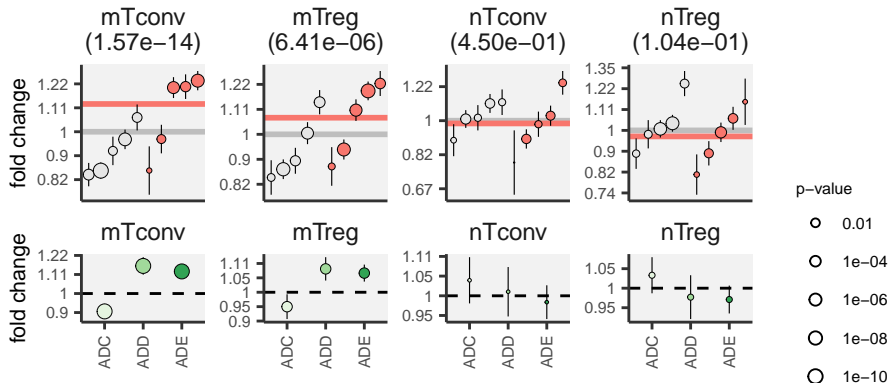 mTconv
(1.57e−14)
mTreg
(6.41e−06)
nTconv
(4.50e−01)
nTreg
(1.04e−01)
fold change
1.22
1.11
1
0.9
0.82
1.22
1.11
1
0.9
0.82
1.22
1
0.82
0.67
1.35
1.22
1.11
1
0.9
0.82
0.74
mTconv
mTreg
nTconv
nTreg
fold change
1.22
1.11
1
0.9
1.11
1.05
1
0.95
0.9
1.11
1.05
1
0.95
1.05
1
0.95
ADC
ADD
ADE
ADC
ADD
ADE
ADC
ADD
ADE
ADC
ADD
ADE
p−value
0.01
1e−04
1e−06
1e−08
1e−10